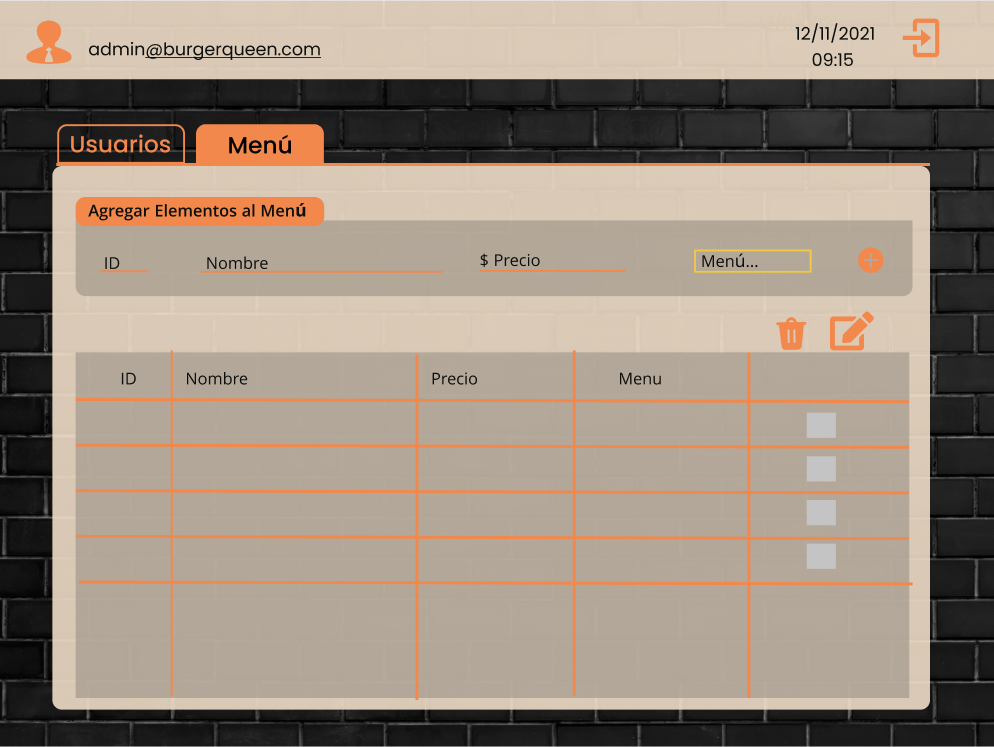 admin@burgerqueen.com
12/11/2021
09:15
Usuarios
Menú
Agregar Elementos al Menú
ID
Nombre
$ Precio
Menú...
ID
Nombre
Precio
Menu